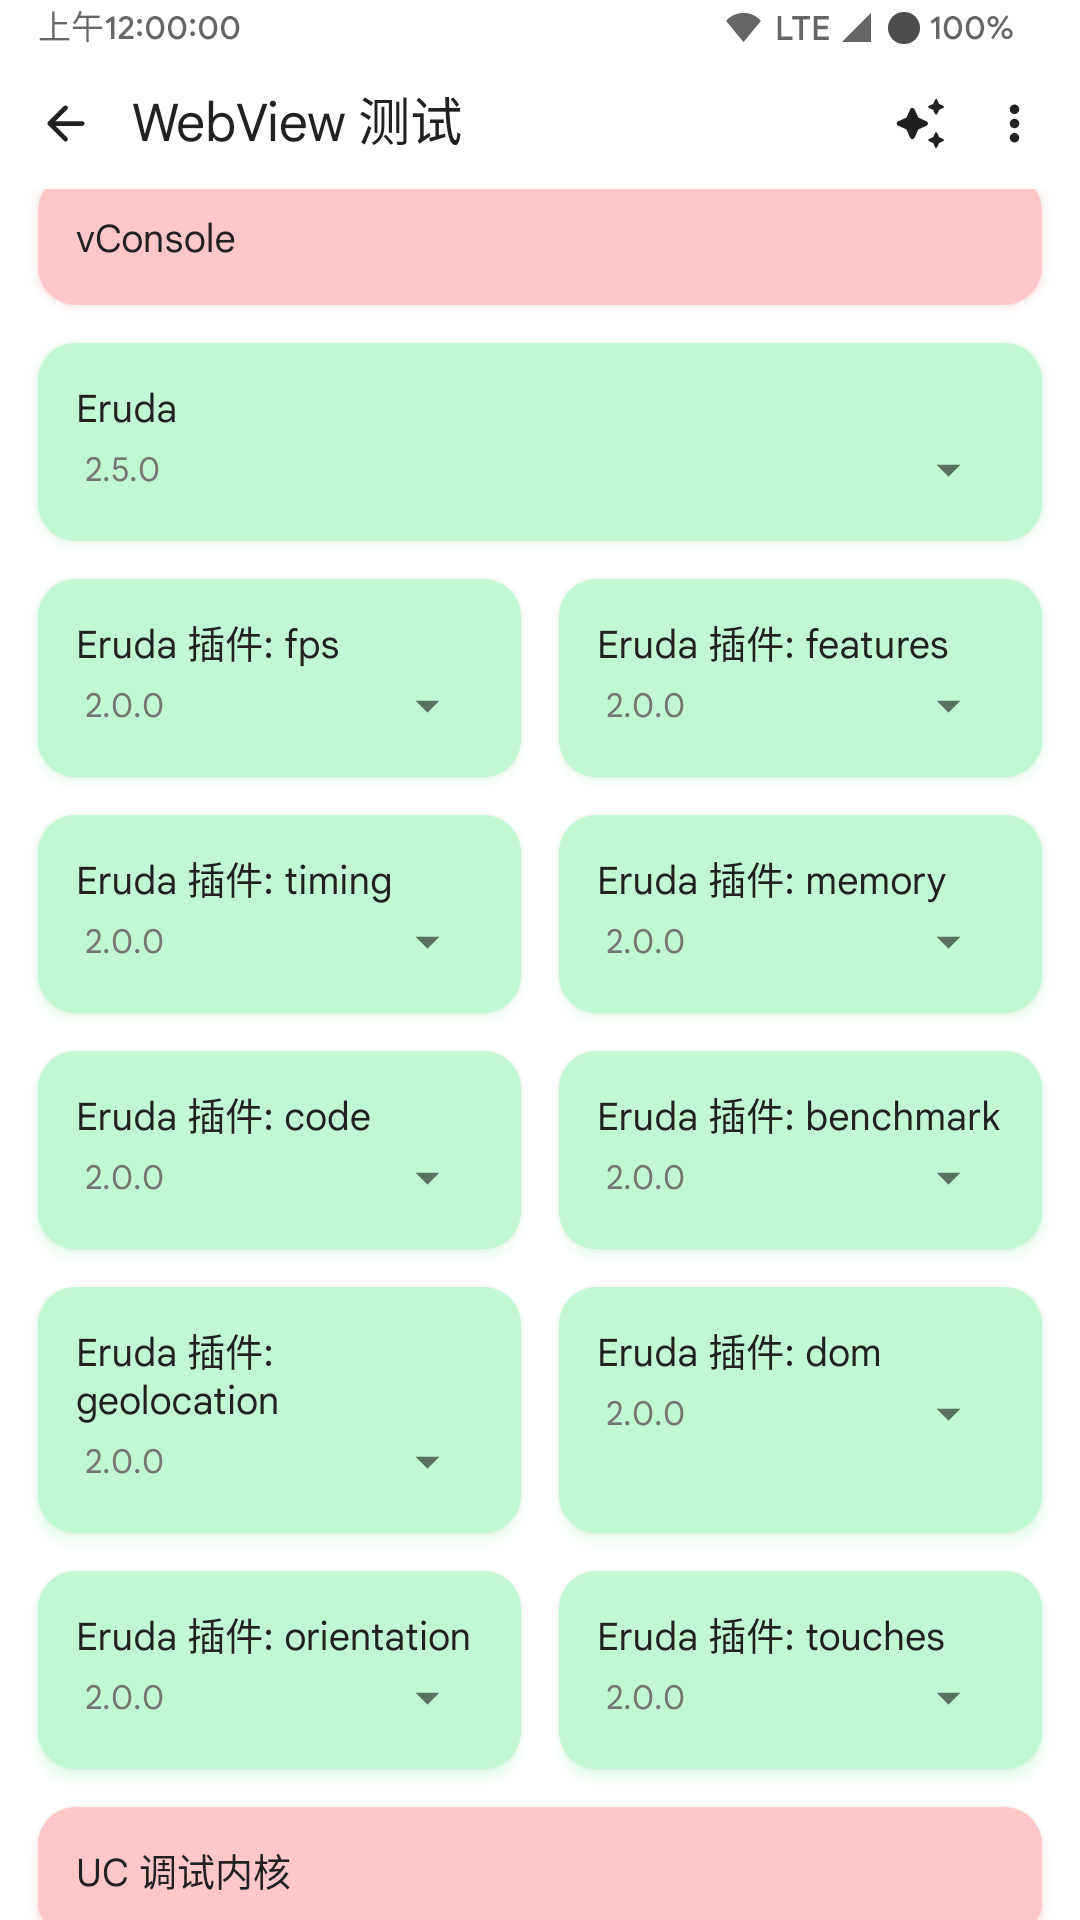 上午12:00:00 LTE 100%
WebView 测试
vConsole
Eruda
2.5.0
Eruda 插件: fps
2.0.0
Eruda 插件: features
2.0.0
Eruda 插件: timing
2.0.0
Eruda 插件: memory
2.0.0
Eruda 插件: code
2.0.0
Eruda 插件: benchmark
2.0.0
Eruda 插件:
geolocation
2.0.0
Eruda 插件: dom
2.0.0
Eruda 插件: orientation
2.0.0
Eruda 插件: touches
2.0.0
UC 调试内核